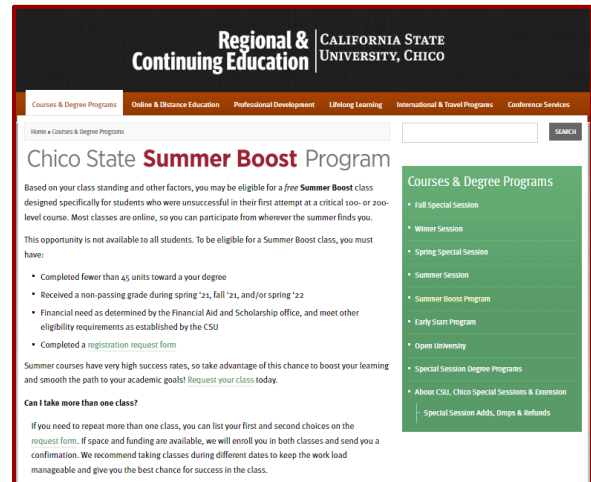 Regional &
Continuing Education
CALIFORNIA STATE
UNIVERSITY, CHICO
Courses & Degree Programs
Online & Distance Education
Professional Development
Lifelong Learning
International & Travel Programs
Conference Services
Home » Courses & Degree Programs
SEARCH
Chico State Summer Boost Program
Based on your class standing and other factors, you may be eligible for a free Summer Boost class
designed specifically for students who were unsuccessful in their first attempt at a critical 100- or 200-
level course. Most classes are online, so you can participate from wherever the summer finds you.
This opportunity is not available to all students. To be eligible for a Summer Boost class, you must
have:
• Completed fewer than 45 units toward a your degree
• Received a non-passing grade during spring '21, fall '21, and/or spring '22
• Financial need as determined by the Financial Aid and Scholarship office, and meet other
eligibility requirements as established by the CSU
• Completed a registration request form
Summer courses have very high success rates, so take advantage of this chance to boost your learning
and smooth the path to your academic goals! Request your class today.
Can I take more than one class?
If you need to repeat more than one class, you can list your first and second choices on the
request form. If space and funding are available, we will enroll you in both classes and send you a
confirmation. We recommend taking classes during different dates to keep the work load
manageable and give you the best chance for success in the class.
Courses & Degree Programs
• Fall Special Session
• Winter Session
• Spring Special Session
• Summer Session
• Summer Boost Program
• Early Start Program
• Open University
• Special Session Degree Programs
• About CSU, Chico Special Sessions & Extension
Special Session Adds, Drops & Refunds